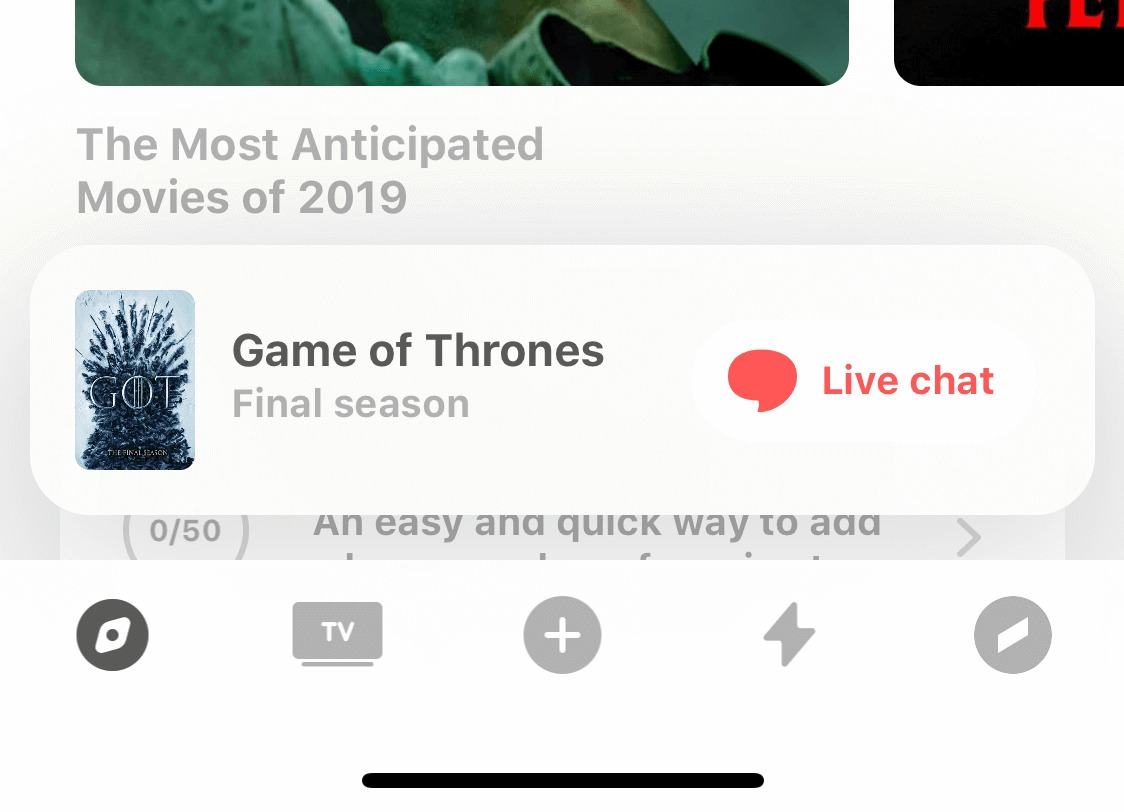 The Most Anticipated
Movies of 2019
GOT
THE FINAL SEASON
Game of Thrones
Final season
Live chat
0/50
An easy and quick way to add
TV